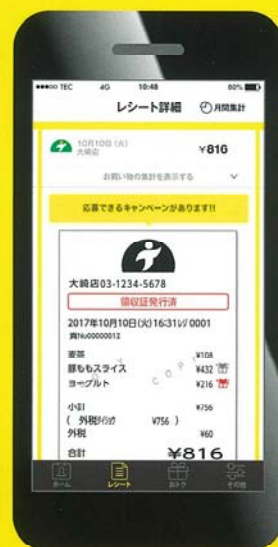 ●●●○○ TEC 4G 10:48 80%
レシート詳細 月間集計
10月10日(火)
大崎店 ¥816
お買い物の集計を表示する
応募できるキャンペーンがあります!!
大崎店03-1234-5678
領収証発行済
2017年10月10日(火)16:31レジ0001
責No00000012
麦茶 ¥108
豚ももスライス ¥432
ヨーグルト ¥216
COPY
小計 ¥756
( 外税タイショウ ¥756 )
外税 ¥60
合計 ¥816
ホーム レシート おトク その他